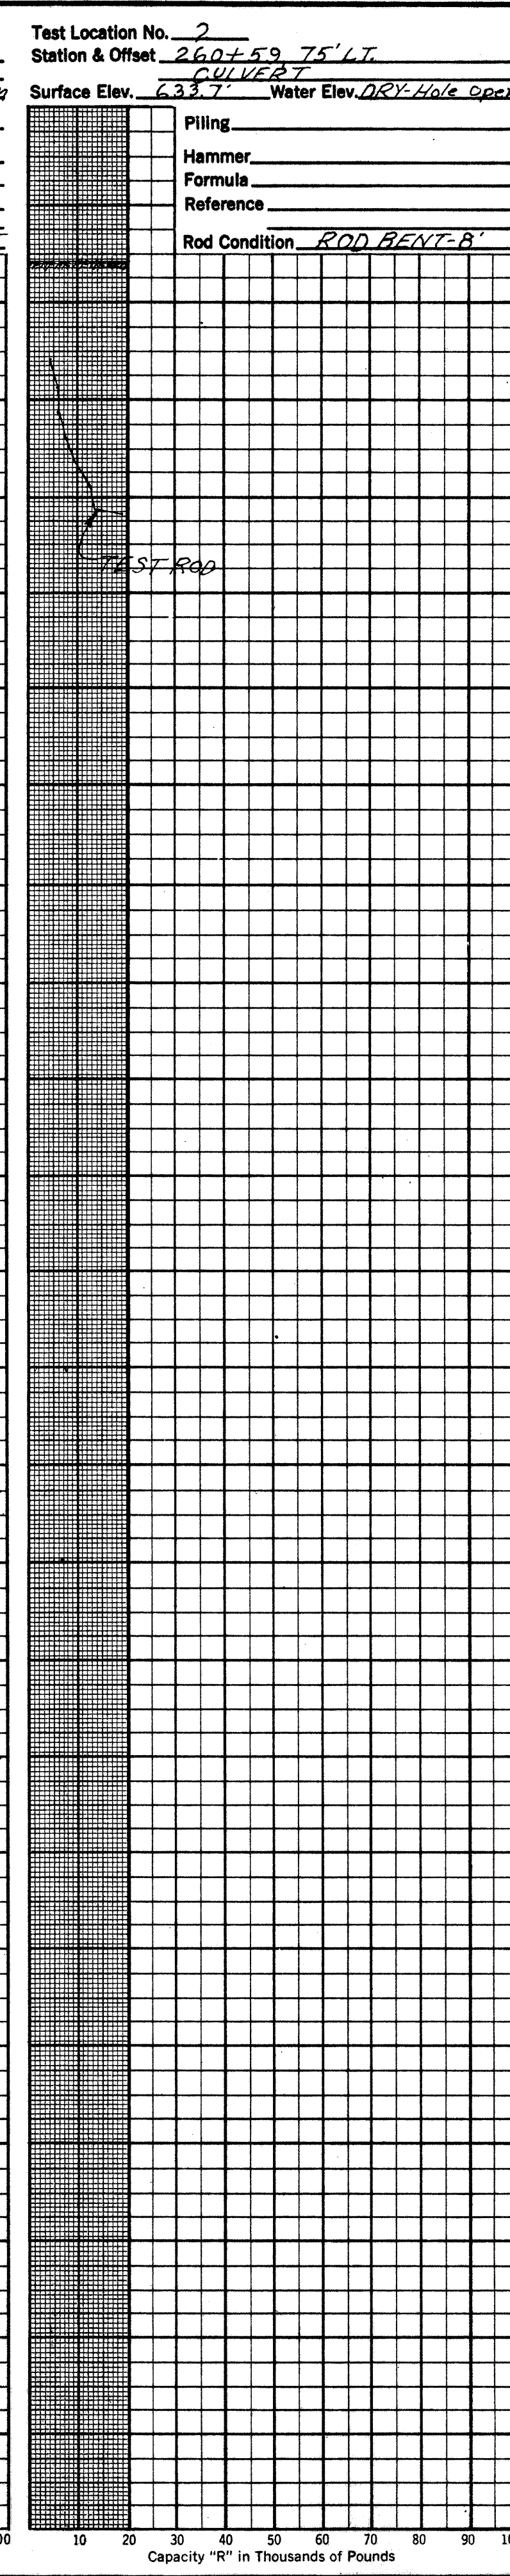 Test Location No. 2
Station & Offset 260+59, 75' LT.
CULVERT
Surface Elev. 633.7' Water Elev. DRY-Hole Open
Piling
Hammer
Formula
Reference
Rod Condition ROD BENT-8'
TEST ROD
10 20 30 40 50 60 70 80 90
Capacity "R" in Thousands of Pounds